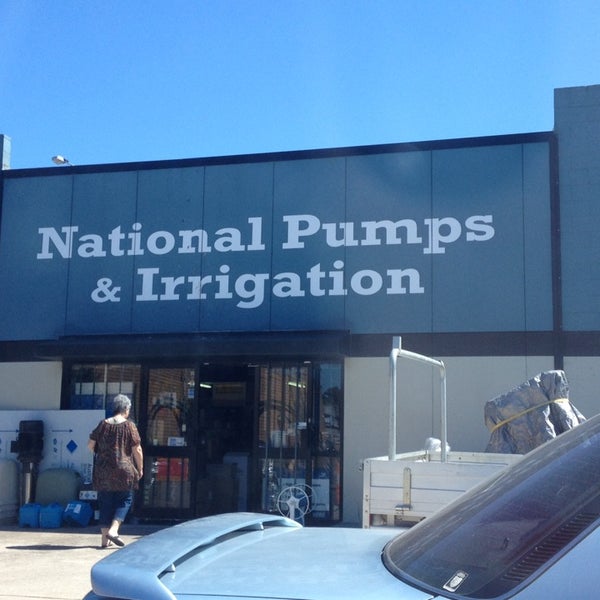 National Pumps
& Irrigation